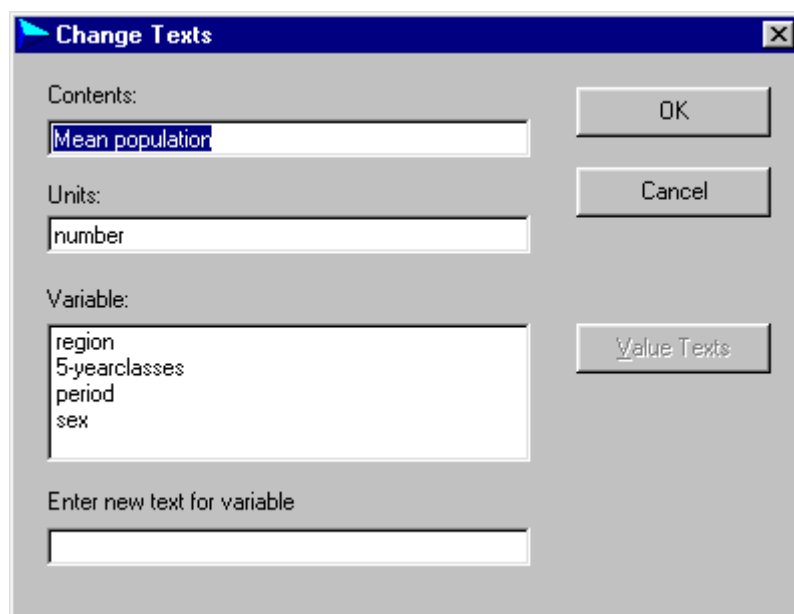 Change Texts
Contents:
Mean population
OK
Units:
Cancel
number
Variable:
region
5-yearclasses
period
sex
Value Texts
Enter new text for variable